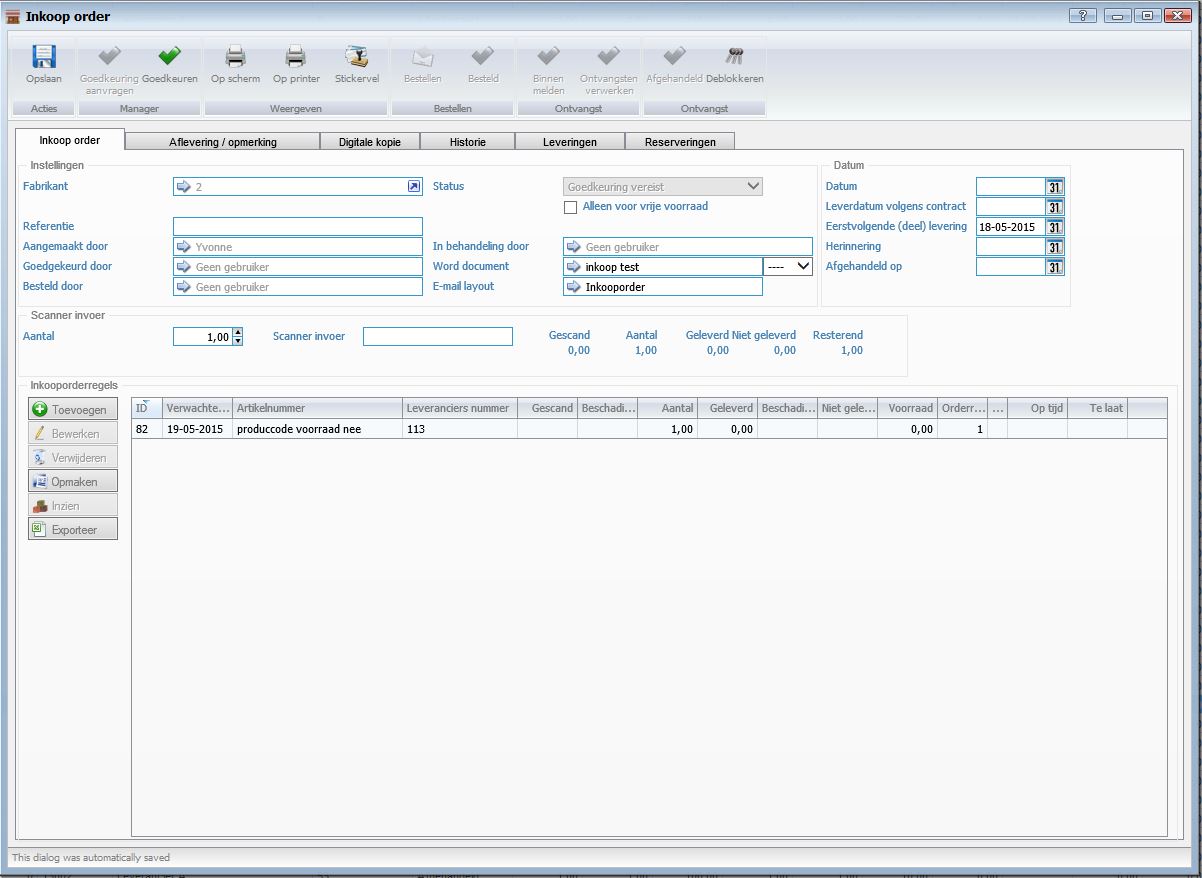 Inkoop order
Opslaan
Goedkeuring aanvragen
Goedkeuren
Op scherm
Op printer
Stickervel
Bestellen
Besteld
Binnen melden
Ontvangsten verwerken
Afgehandeld
Deblokkeren
Acties
Manager
Weergeven
Bestellen
Ontvangst
Ontvangst
Inkoop order
Aflevering / opmerking
Digitale kopie
Historie
Leveringen
Reserveringen
Instellingen
Fabrikant
2
Status
Goedkeuring vereist
Alleen voor vrije voorraad
Referentie
Aangemaakt door
Yvonne
In behandeling door
Geen gebruiker
Goedgekeurd door
Geen gebruiker
Word document
inkoop test
----
Besteld door
Geen gebruiker
E-mail layout
Inkooporder
Datum
Datum
31
Leverdatum volgens contract
31
Eerstvolgende (deel) levering
18-05-2015
31
Herinnering
31
Afgehandeld op
31
Scanner invoer
Aantal
1,00
Scanner invoer
Gescand
Aantal
Geleverd
Niet geleverd
Resterend
0,00
1,00
0,00
0,00
1,00
Inkooporderregels
Toevoegen
Bewerken
Verwijderen
Opmaken
Inzien
Exporteer
ID
Verwachte...
Artikelnummer
Leveranciers nummer
Gescand
Beschadi...
Aantal
Geleverd
Beschadi...
Niet gele...
Voorraad
Orderr...
...
Op tijd
Te laat
82
19-05-2015
produccode voorraad nee
113
1,00
0,00
0,00
1
This dialog was automatically saved